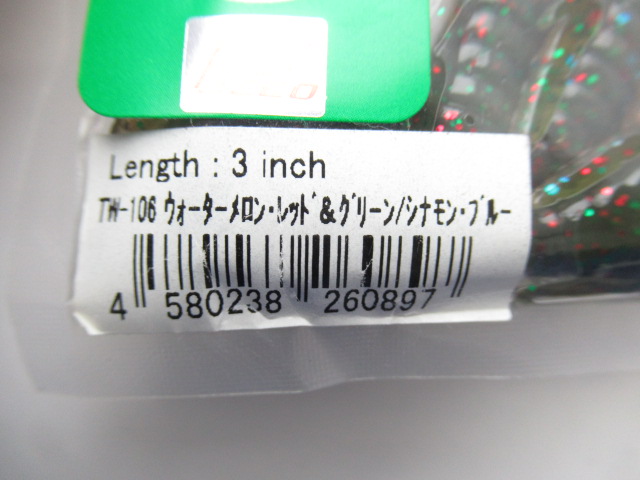 Length : 3 inch
TW-106 ｳｫｰﾀｰﾒﾛﾝ･ﾚｯﾄﾞ&ｸﾞﾘｰﾝ/ｼﾅﾓﾝ･ﾌﾞﾙｰ
4 580238 260897